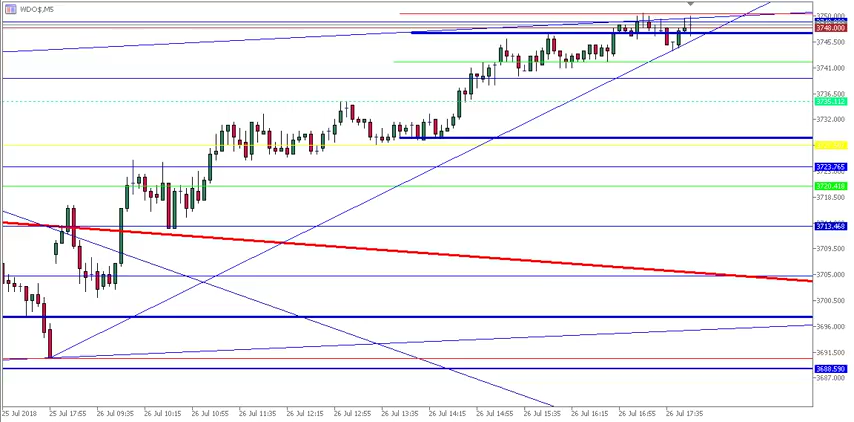 WDO$,M5
3750.000
3748.000
3745.500
3741.000
3736.500
3735.112
3732.000
3723.765
3720.418
3718.500
3713.468
3709.500
3705.000
3700.500
3696.000
3691.500
3688.590
3687.000
25 Jul 2018
25 Jul 17:55
26 Jul 09:35
26 Jul 10:15
26 Jul 10:55
26 Jul 11:35
26 Jul 12:15
26 Jul 12:55
26 Jul 13:35
26 Jul 14:15
26 Jul 14:55
26 Jul 15:35
26 Jul 16:15
26 Jul 16:55
26 Jul 17:35